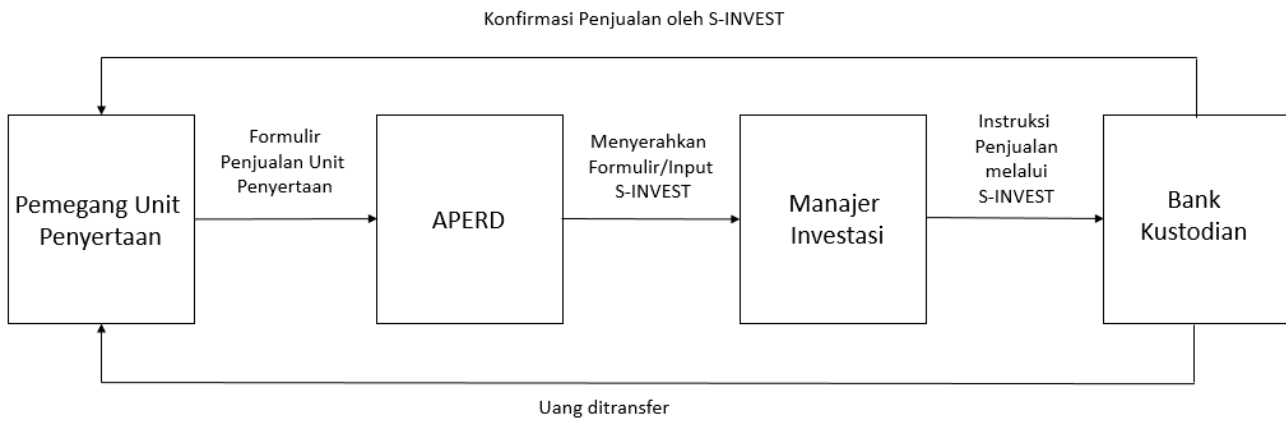 Konfirmasi Penjualan oleh S-INVEST
Pemegang Unit
Penyertaan
Formulir
Penjualan Unit
Penyertaan
APERD
Menyerahkan
Formulir/Input
S-INVEST
Manajer
Investasi
Instruksi
Penjualan
melalui
S-INVEST
Bank
Kustodian
Uang ditransfer